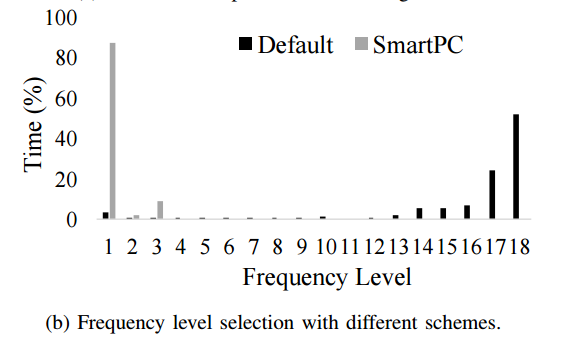 100
80
60
40
20
0
Time (%)
Default SmartPC
1 2 3 4 5 6 7 8 9 10 11 12 13 14 15 16 17 18
Frequency Level
(b) Frequency level selection with different schemes.